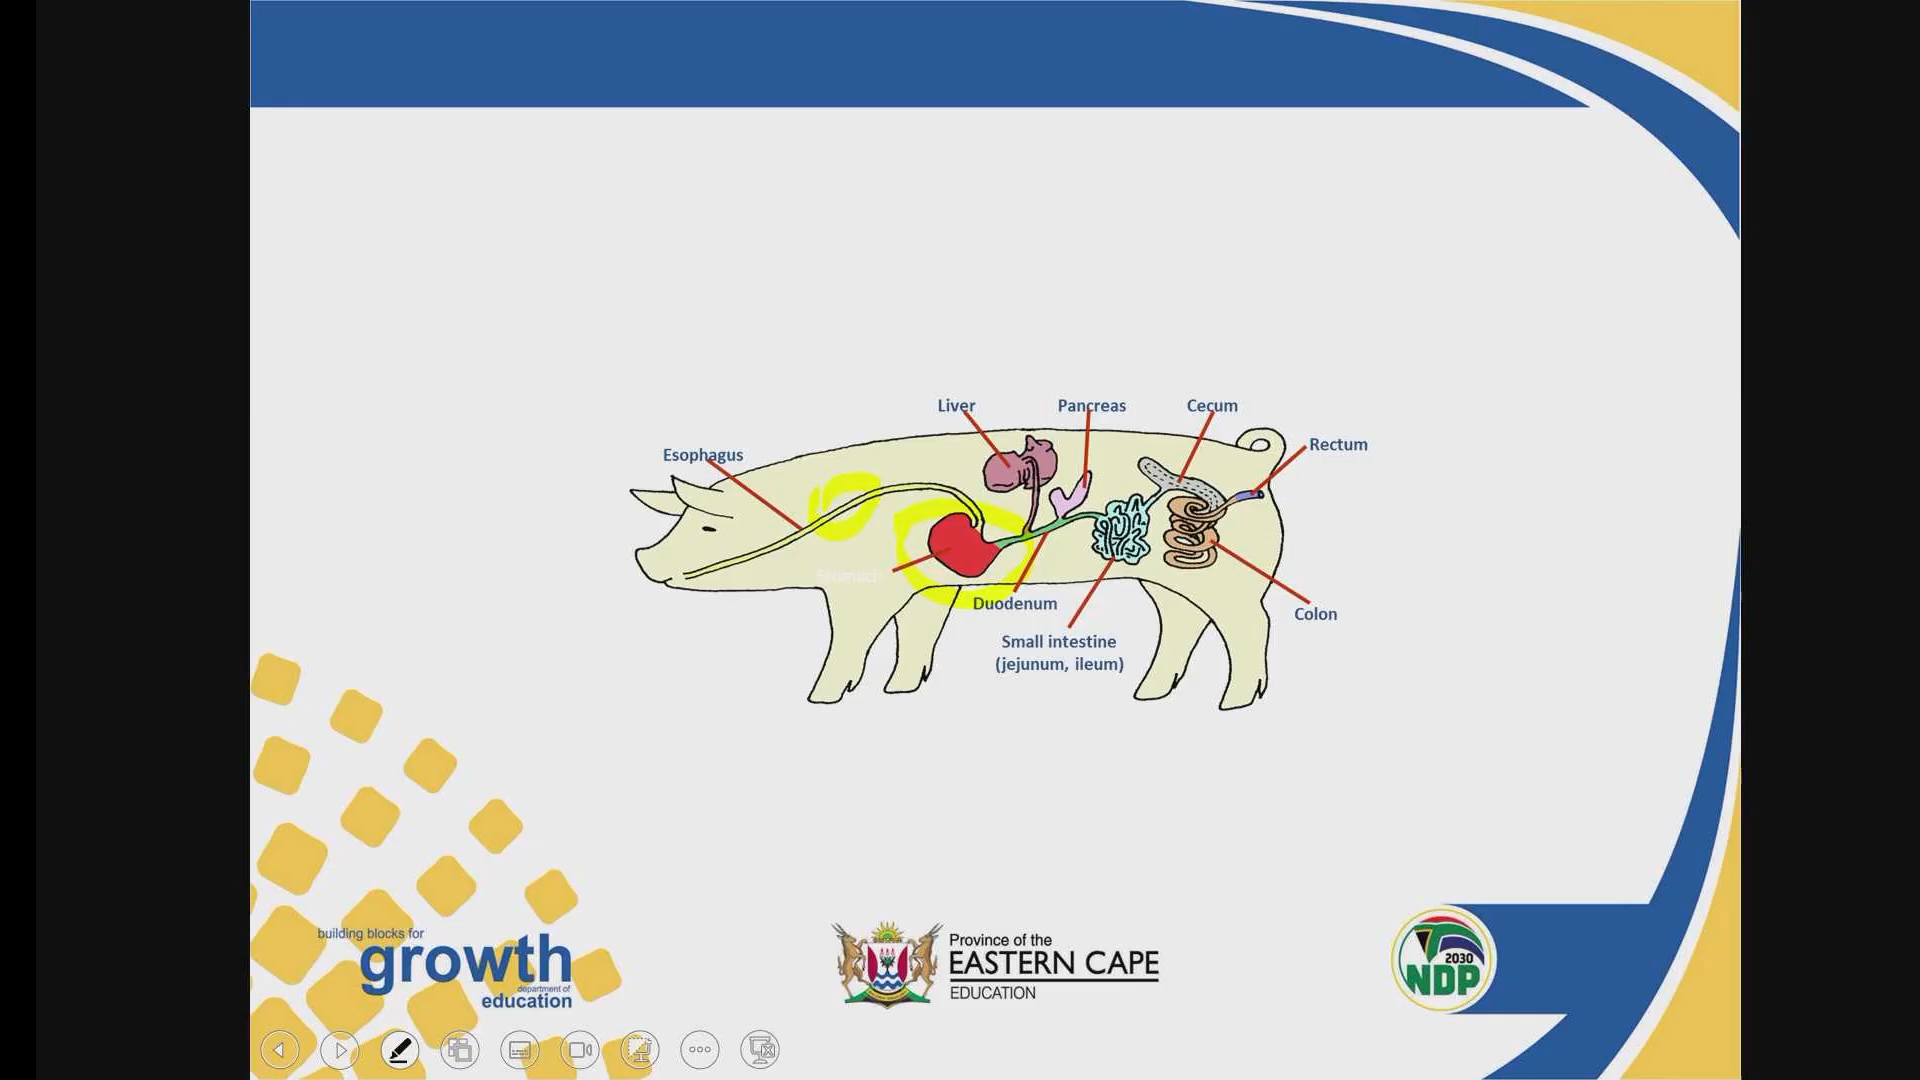 Liver
Pancreas
Cecum
Rectum
Esophagus
Stomach
Duodenum
Small intestine
(jejunum, ileum)
Colon
building blocks for
growth
department of
education
Province of the
EASTERN CAPE
EDUCATION
2030
NDP